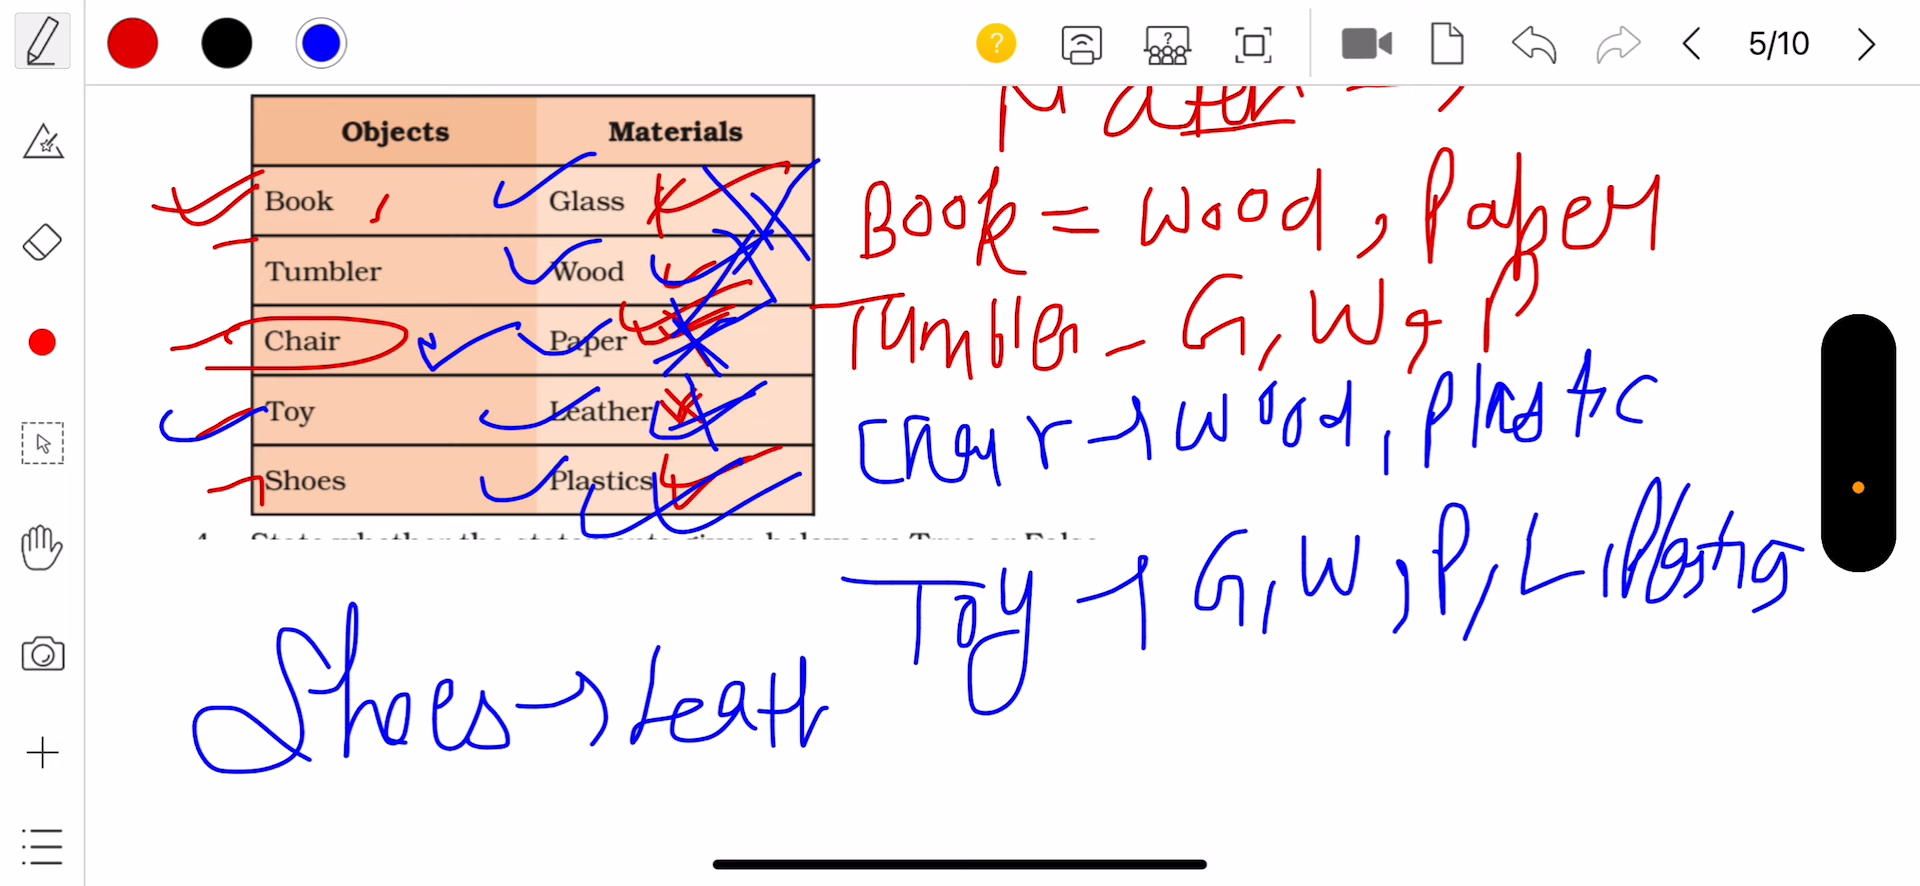 5/10
Objects Materials
Book Glass
Tumbler Wood
Chair Paper
Toy Leather
Shoes Plastics
Book = Wood, Paper
Tumbler - G, W, P
Chair → Wood, Plastic
Toy → G, W, P, L, Plastics
Shoes → Leath